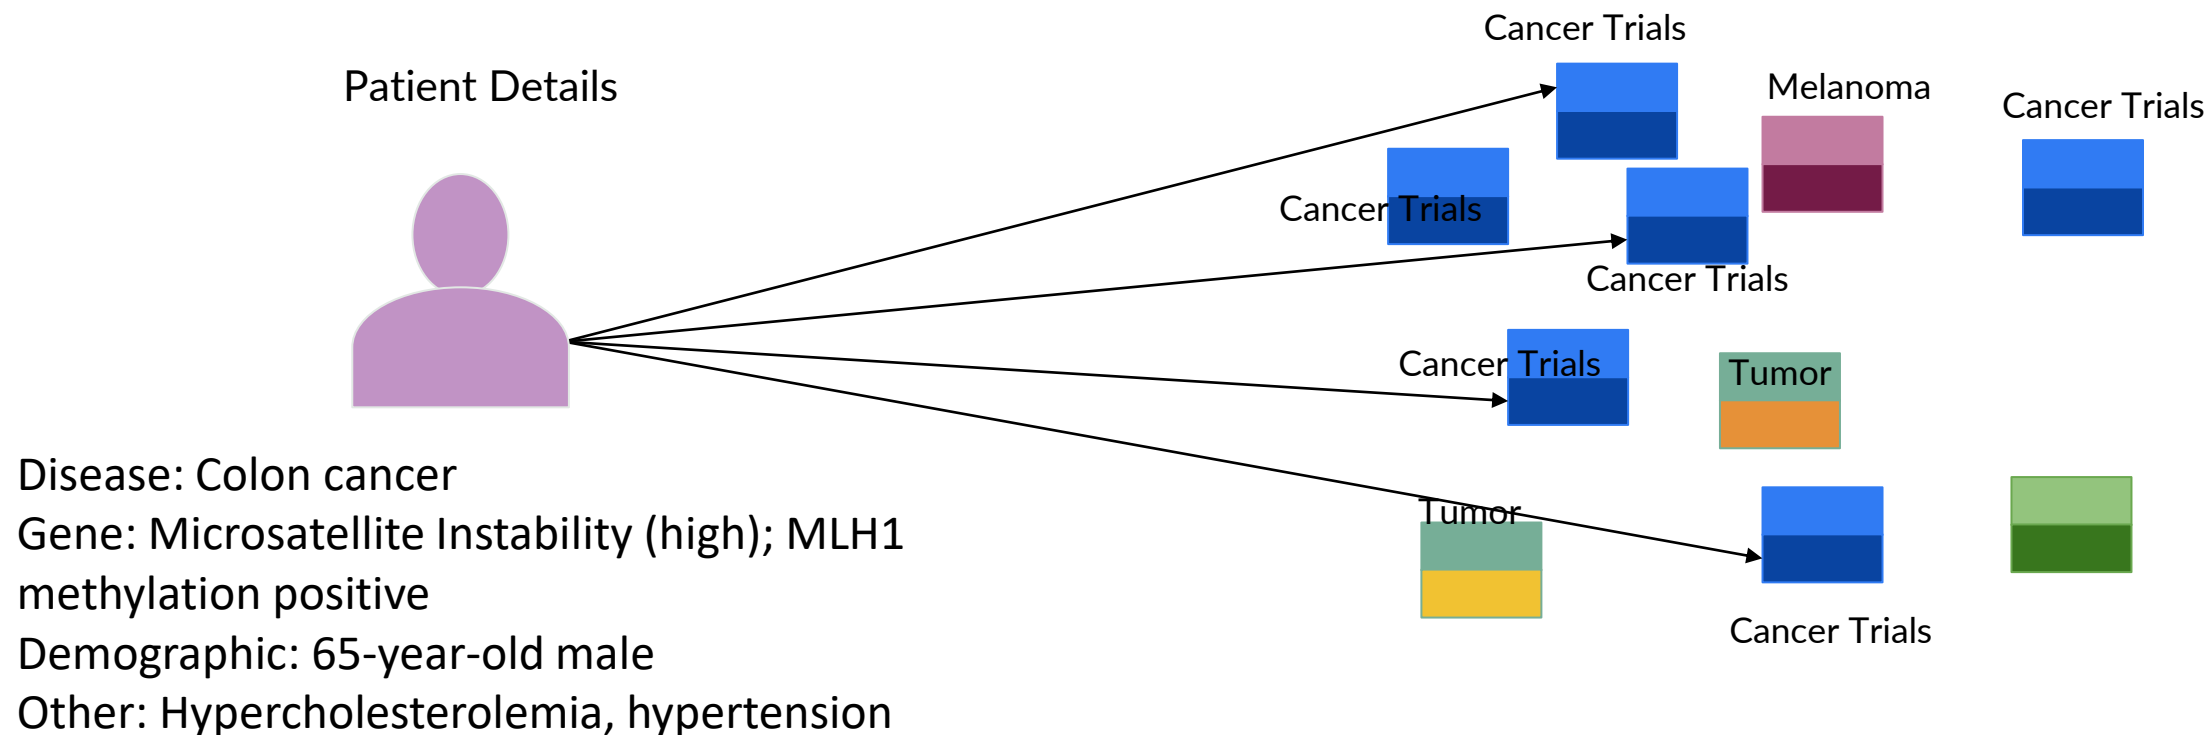 Cancer Trials
Patient Details
Melanoma
Cancer Trials
Cancer Trials
Cancer Trials
Cancer Trials
Tumor
Disease: Colon cancer
Gene: Microsatellite Instability (high); MLH1
methylation positive
Demographic: 65-year-old male
Other: Hypercholesterolemia, hypertension
Tumor
Cancer Trials